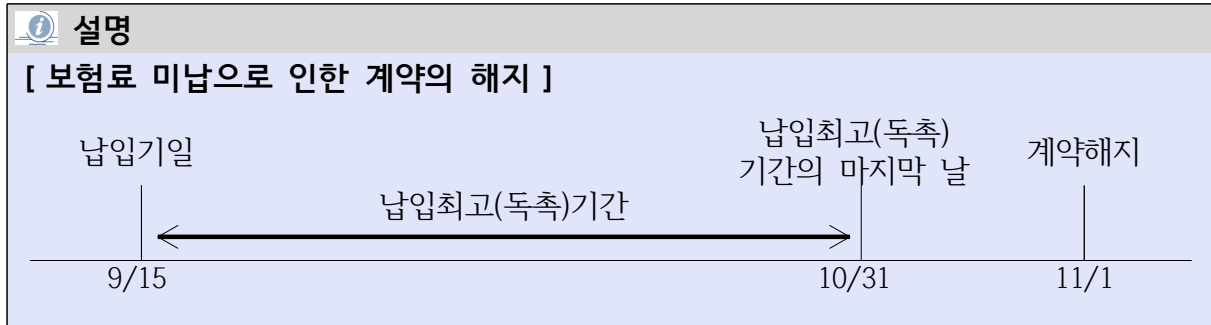 설명
[ 보험료 미납으로 인한 계약의 해지 ]
납입기일
납입최고(독촉)
기간의 마지막 날
계약해지
납입최고(독촉)기간
9/15
10/31
11/1